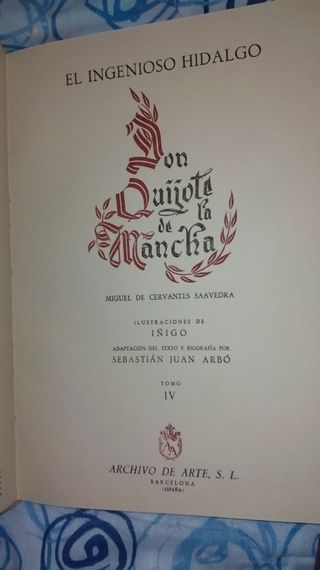 EL INGENIOSO HIDALGO
Don
Quijote
de la
Mancha
MIGUEL DE CERVANTES SAAVEDRA
ILUSTRACIONES DE
IÑIGO
ADAPTACIÓN DEL TEXTO Y BIOGRAFÍA POR
SEBASTIÁN JUAN ARBÓ
TOMO
IV
AA
ARCHIVO DE ARTE, S. L.
BARCELONA
(ESPAÑA)